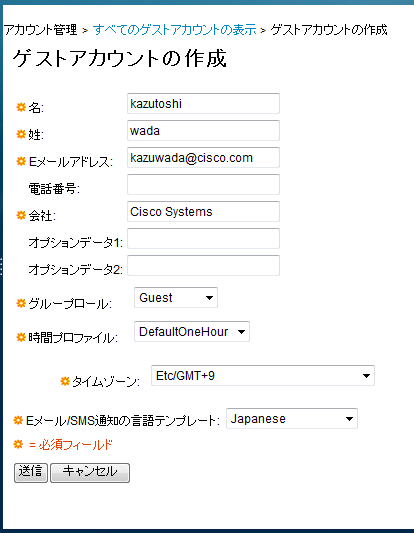 アカウント管理 > すべてのゲストアカウントの表示 > ゲストアカウントの作成
ゲストアカウントの作成
名: kazutoshi
姓: wada
Eメールアドレス: kazuwada@cisco.com
電話番号:
会社: Cisco Systems
オプションデータ1:
オプションデータ2:
グループロール: Guest
時間プロファイル: DefaultOneHour
タイムゾーン: Etc/GMT+9
Eメール/SMS通知の言語テンプレート: Japanese
= 必須フィールド
送信 キャンセル